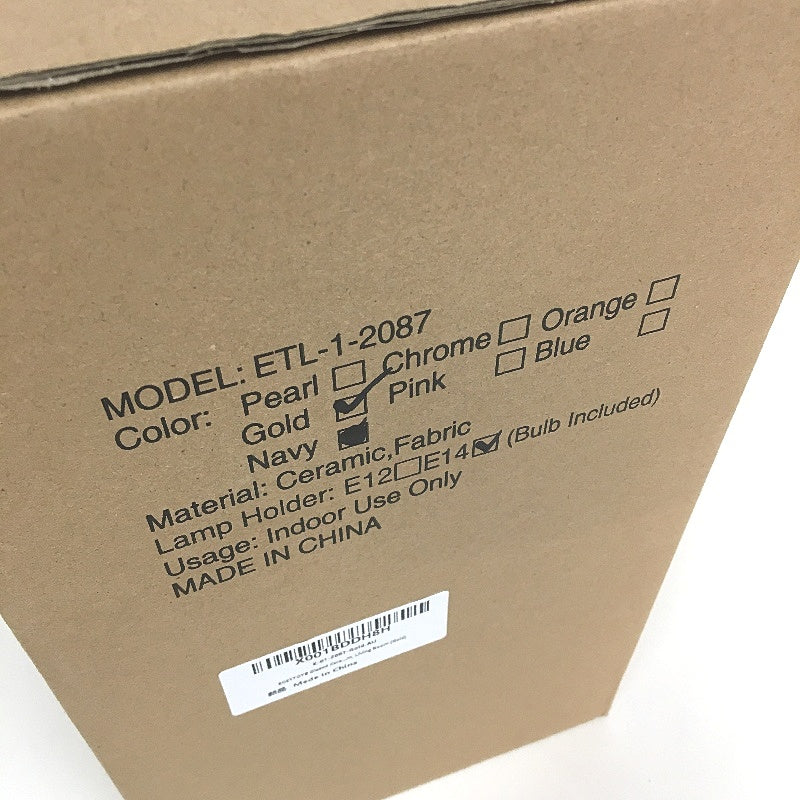 MODEL: ETL-1-2087
Color: Pearl Chrome Orange
Gold Pink Blue
Navy
Material: Ceramic,Fabric
Lamp Holder: E12 E14 (Bulb Included)
Usage: Indoor Use Only
MADE IN CHINA
X001BDDH8H
Made in China